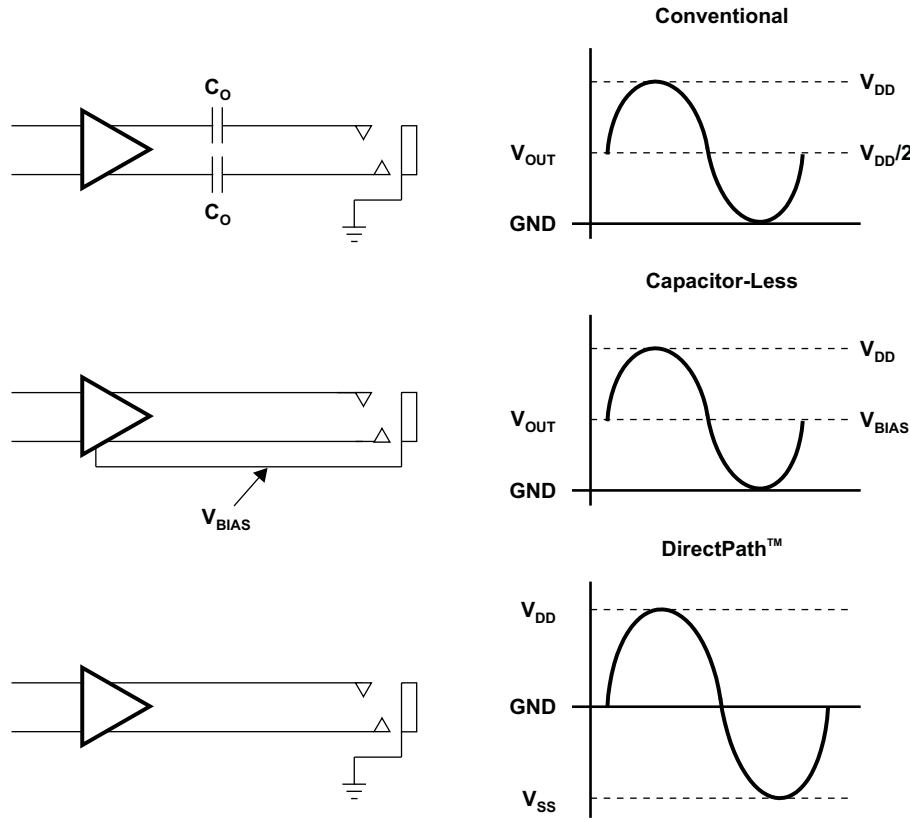 Conventional
C_O
C_O
V_OUT
GND
V_DD
V_DD/2
Capacitor-Less
V_BIAS
V_OUT
GND
V_DD
V_BIAS
DirectPath™
V_DD
GND
V_SS